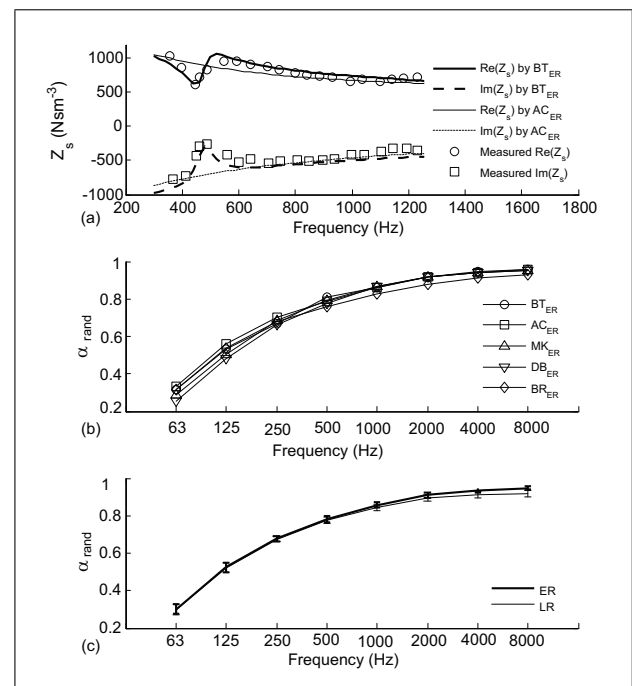 1000
500
0
-500
-1000
Z_s (Nsm^-3)
Re(Z_s) by BT_ER
Im(Z_s) by BT_ER
Re(Z_s) by AC_ER
Im(Z_s) by AC_ER
Measured Re(Z_s)
Measured Im(Z_s)
(a)
200 400 600 800 1000 1200 1400 1600 1800
Frequency (Hz)
1
0.8
0.6
0.4
0.2
α_rand
BT_ER
AC_ER
MK_ER
DB_ER
BR_ER
(b)
63 125 250 500 1000 2000 4000 8000
Frequency (Hz)
1
0.8
0.6
0.4
0.2
α_rand
ER
LR
(c)
63 125 250 500 1000 2000 4000 8000
Frequency (Hz)